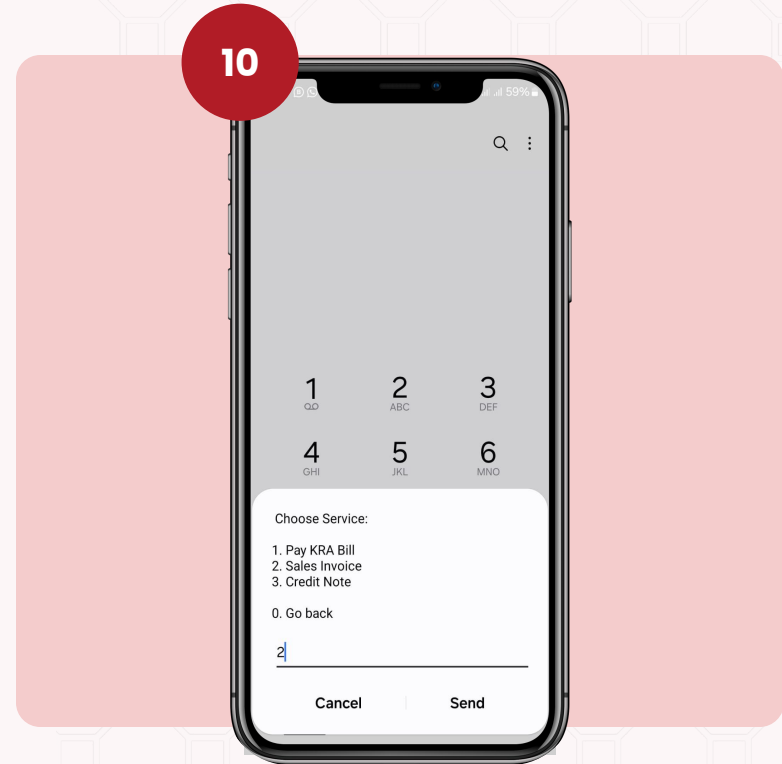 10
59%
1
2
ABC
3
DEF
4
GHI
5
JKL
6
MNO
Choose Service:
1. Pay KRA Bill
2. Sales Invoice
3. Credit Note
0. Go back
2
Cancel Send